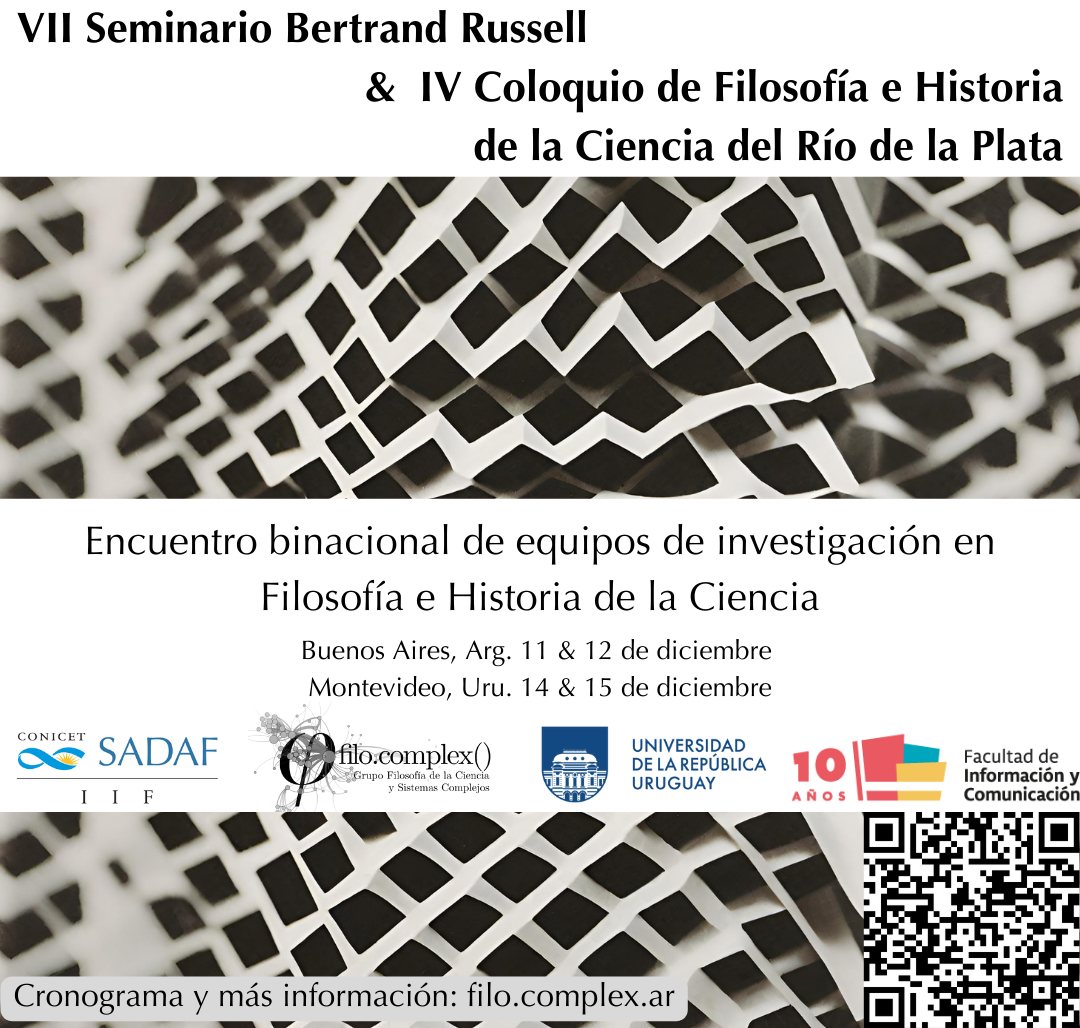 VII Seminario Bertrand Russell
& IV Coloquio de Filosofía e Historia
de la Ciencia del Río de la Plata
Encuentro binacional de equipos de investigación en
Filosofía e Historia de la Ciencia
Buenos Aires, Arg. 11 & 12 de diciembre
Montevideo, Uru. 14 & 15 de diciembre
CONICET
SADAF
I I F
φ filo.complex()
Grupo Filosofía de la Ciencia
y Sistemas Complejos
UNIVERSIDAD
DE LA REPÚBLICA
URUGUAY
10
AÑOS
Facultad de
Información y
Comunicación
Cronograma y más información: filo.complex.ar